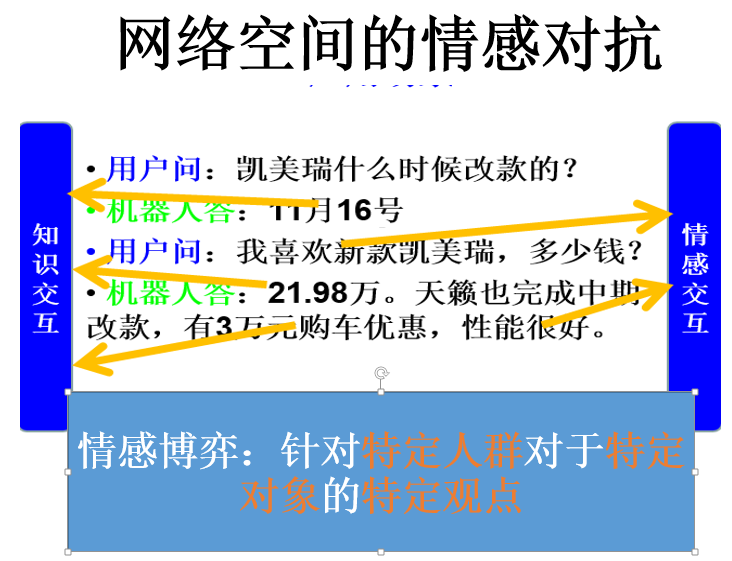 网络空间的情感对抗
知识交互
• 用户问：凯美瑞什么时候改款的？
• 机器人答：11月16号
• 用户问：我喜欢新款凯美瑞，多少钱？
• 机器人答：21.98万。天籁也完成中期
改款，有3万元购车优惠，性能很好。
情感交互
情感博弈：针对特定人群对于特定
对象的特定观点